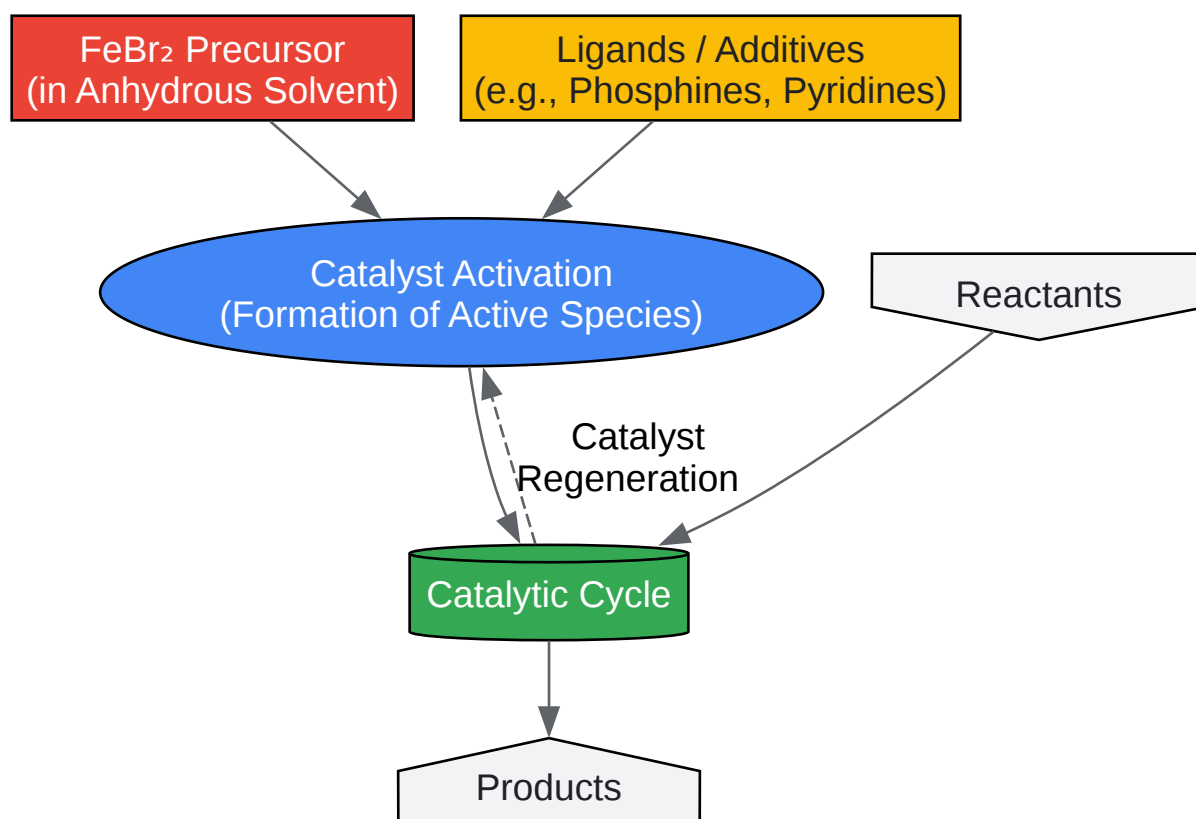 FeBr₂ Precursor
(in Anhydrous Solvent)
Ligands / Additives
(e.g., Phosphines, Pyridines)
Catalyst Activation
(Formation of Active Species)
Reactants
Catalyst
Regeneration
Catalytic Cycle
Products